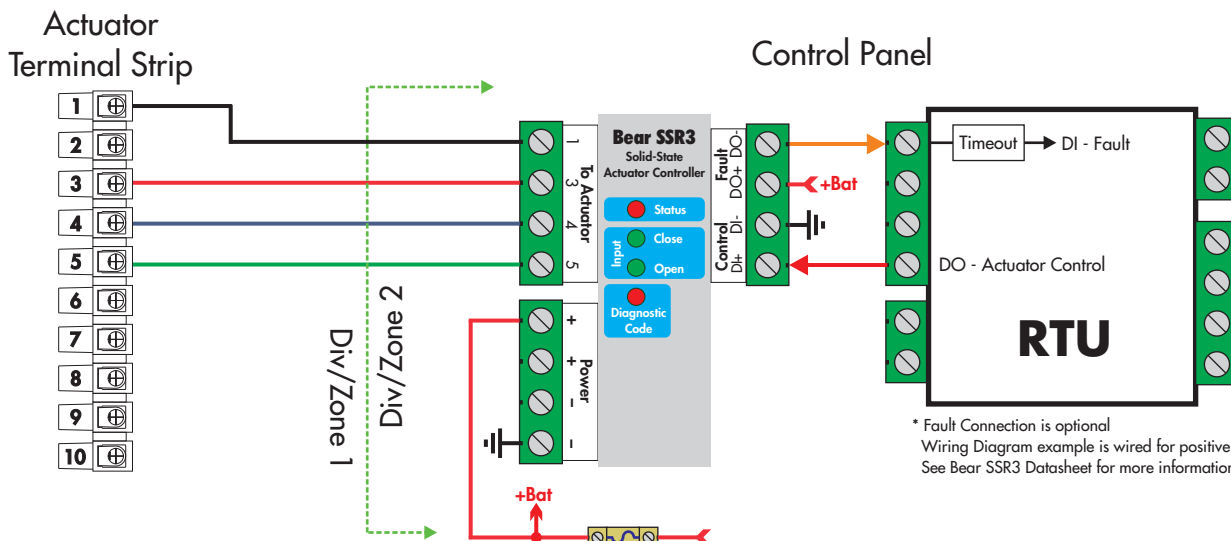 Actuator
Terminal Strip
1
2
3
4
5
6
7
8
9
10
Div/Zone 1
Div/Zone 2
Control Panel
Bear SSR3
Solid-State
Actuator Controller
To Actuator
1
3
4
5
Status
Input
Close
Open
Diagnostic
Code
Power
+
+
–
–
Fault
DO-
DO+
Control
DI-
DI+
+Bat
+Bat
Timeout
DI - Fault
DO - Actuator Control
RTU
* Fault Connection is optional
Wiring Diagram example is wired for positive
See Bear SSR3 Datasheet for more information